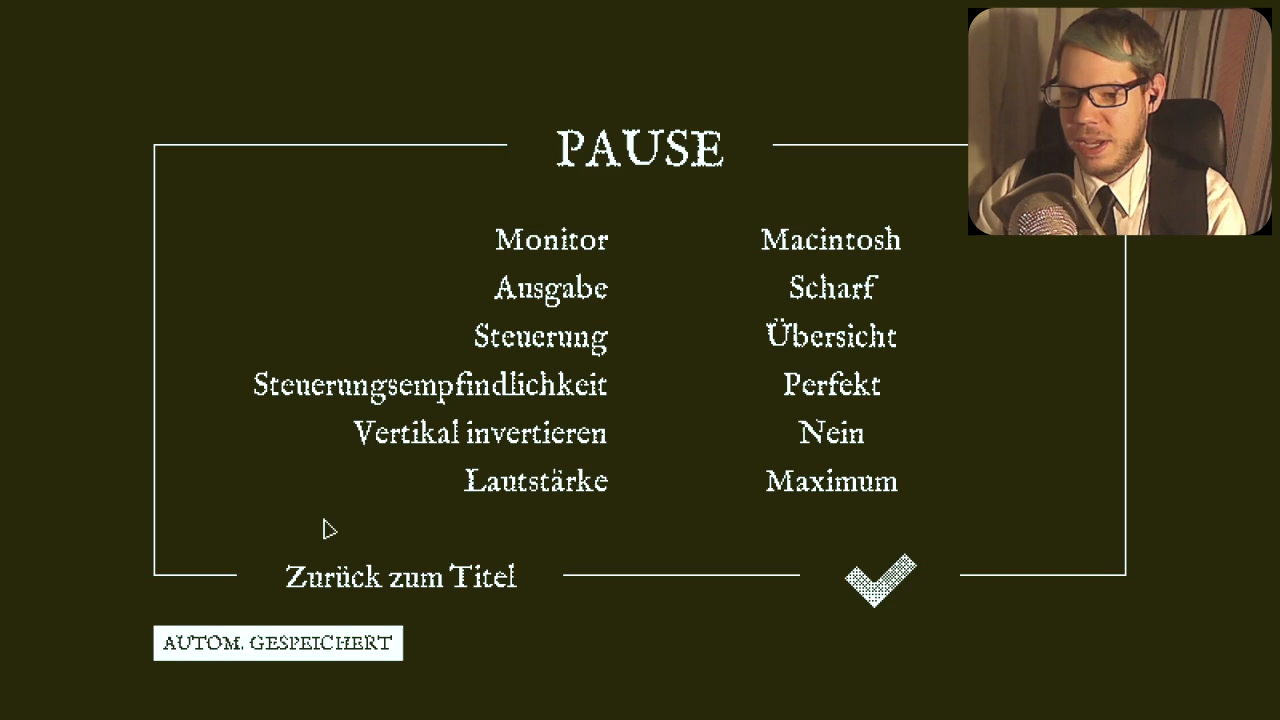 PAUSE
Monitor Macintosh
Ausgabe Scharf
Steuerung Übersicht
Steuerungsempfindlichkeit Perfekt
Vertikal invertieren Nein
Lautstärke Maximum
Zurück zum Titel
AUTOM. GESPEICHERT